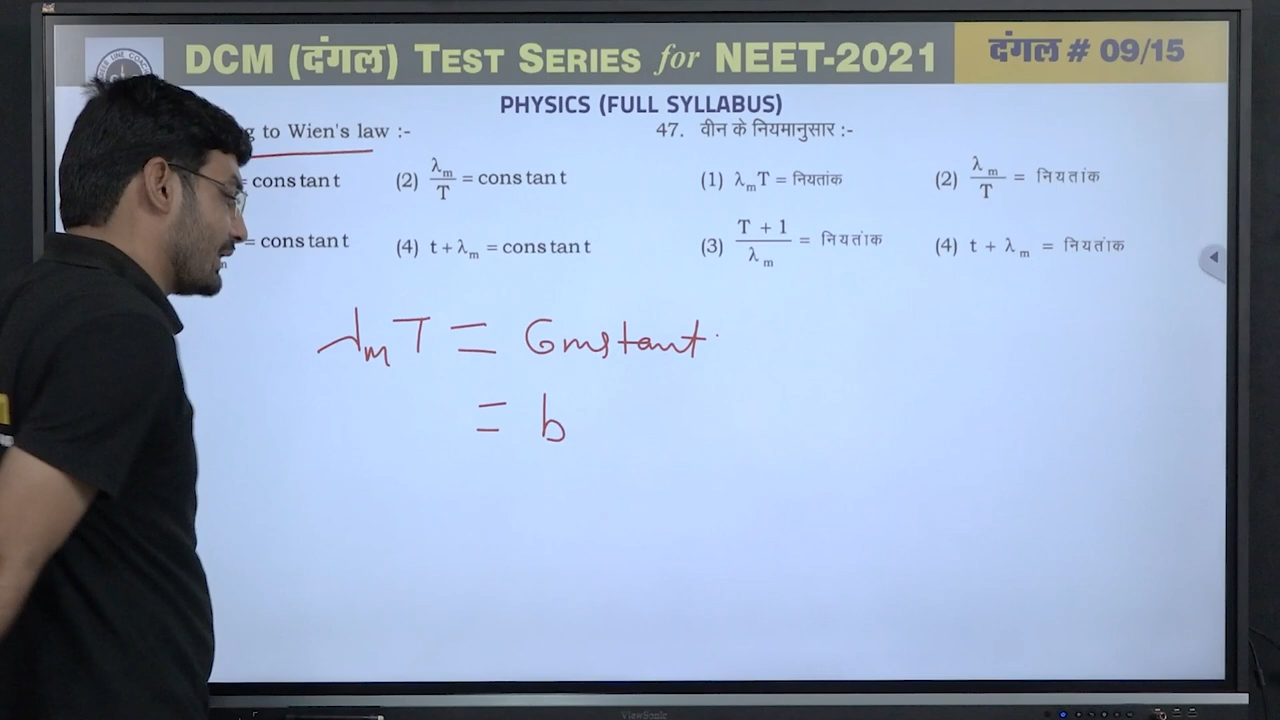 DCM (दंगल) TEST SERIES for NEET-2021
दंगल # 09/15
PHYSICS (FULL SYLLABUS)
to Wien's law :-
= constant
(2) λm/T = constant
= constant
(4) t + λm = constant
47. वीन के नियमानुसार :-
(1) λmT = नियतांक
(2) λm/T = नियतांक
(3) T + 1/λm = नियतांक
(4) t + λm = नियतांक
λmT = Constant
= b
ViewSonic